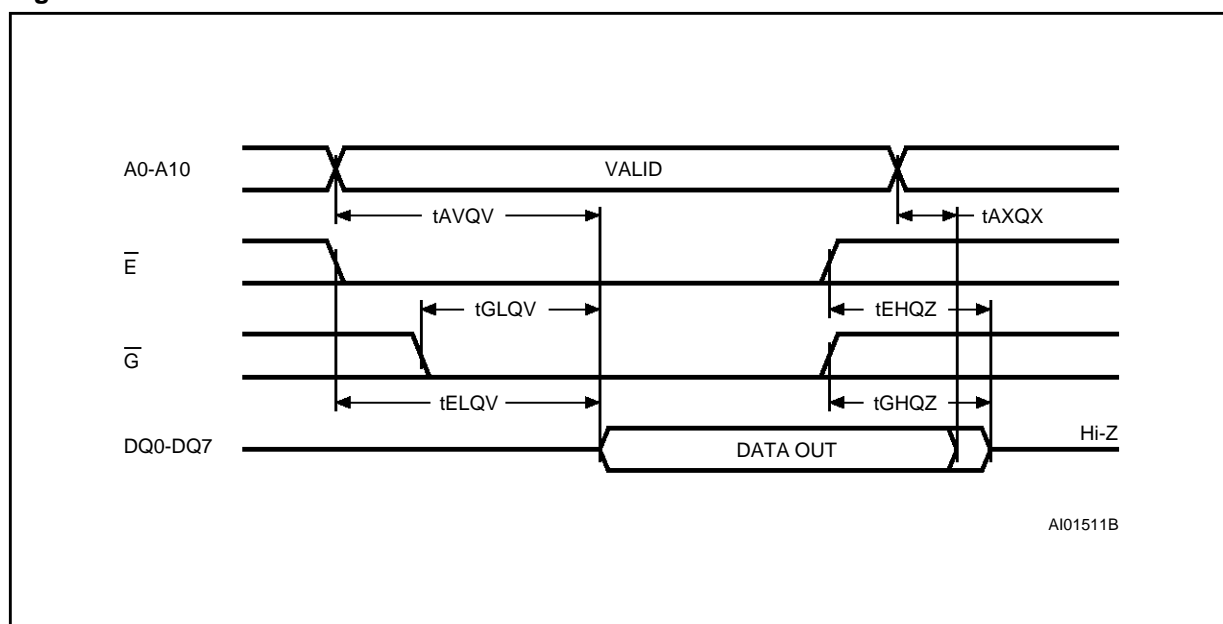 A0-A10
VALID
tAVQV
tAXQX
E
tGLQV
tEHQZ
G
tELQV
tGHQZ
DQ0-DQ7
DATA OUT
Hi-Z
AI01511B